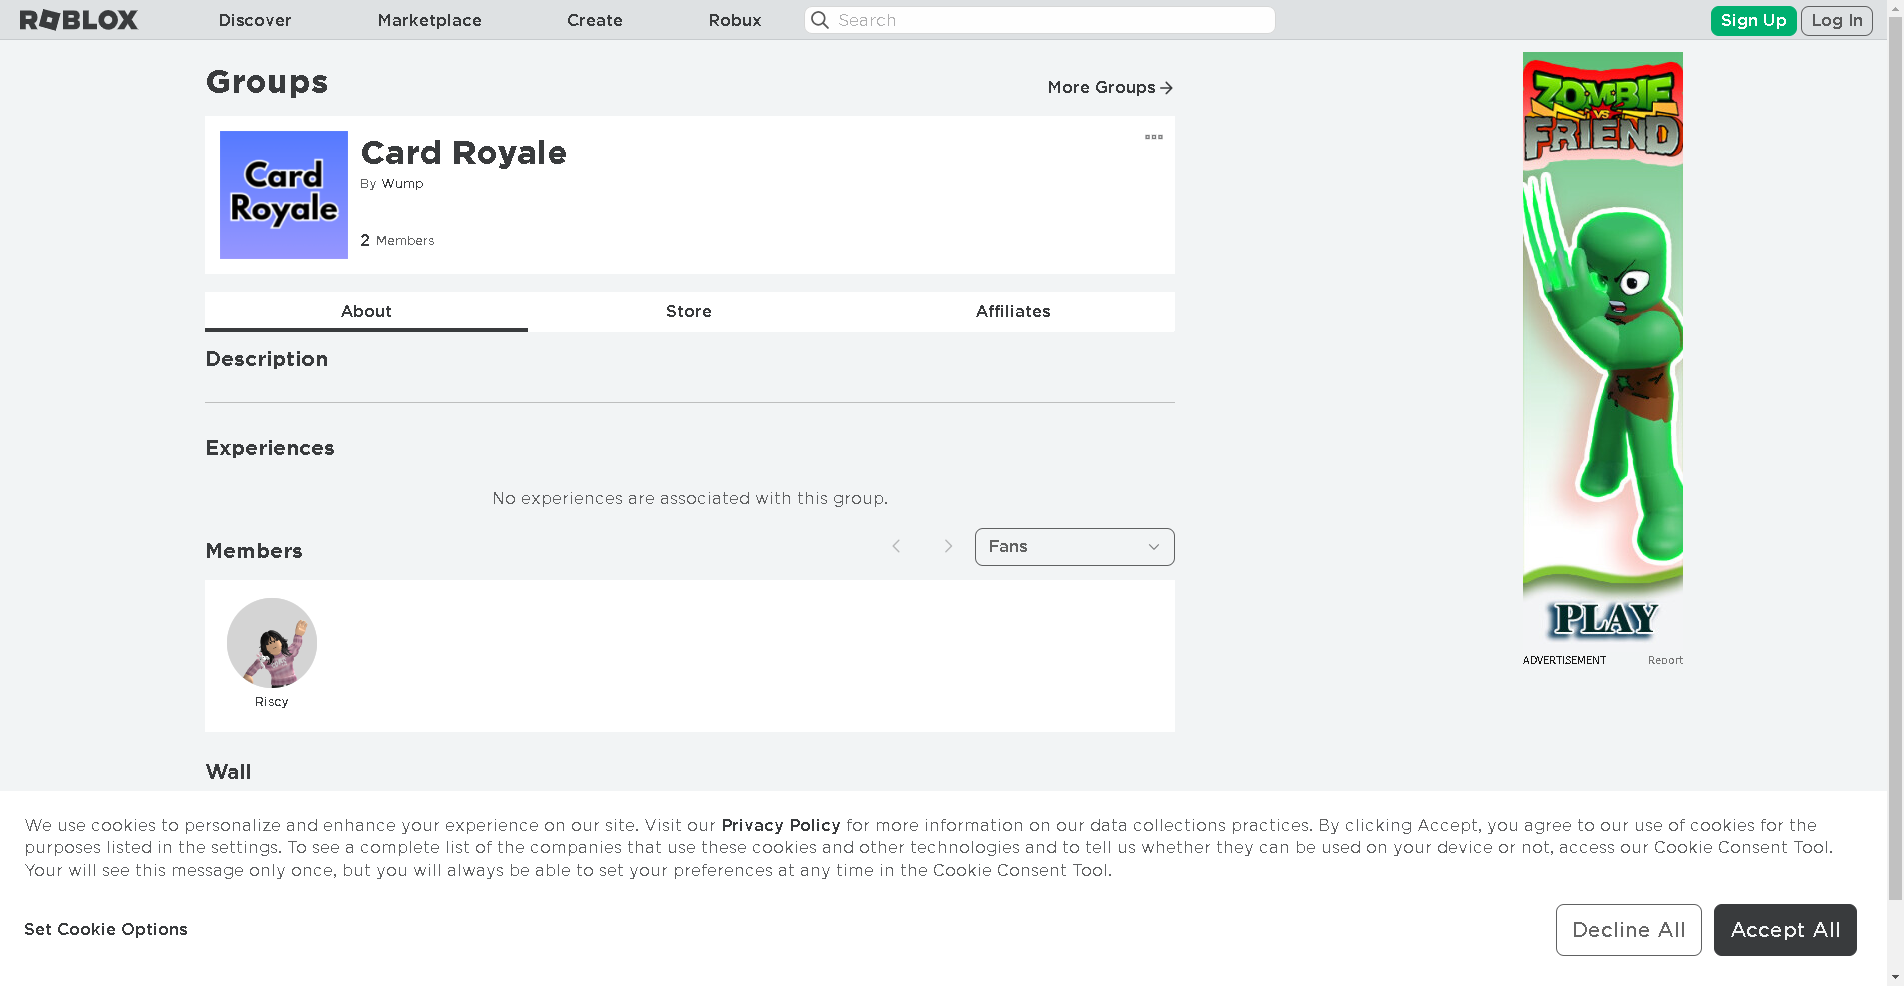 ROBLOX
Discover
Marketplace
Create
Robux
Search
Sign Up
Log In
Groups
More Groups
Card
Royale
Card Royale
By Wump
2 Members
About
Store
Affiliates
Description
Experiences
No experiences are associated with this group.
Members
Fans
Riscy
Wall
ZOMBIE
VS
FRIEND
PLAY
ADVERTISEMENT
Report
We use cookies to personalize and enhance your experience on our site. Visit our Privacy Policy for more information on our data collections practices. By clicking Accept, you agree to our use of cookies for the
purposes listed in the settings. To see a complete list of the companies that use these cookies and other technologies and to tell us whether they can be used on your device or not, access our Cookie Consent Tool.
Your will see this message only once, but you will always be able to set your preferences at any time in the Cookie Consent Tool.
Set Cookie Options
Decline All
Accept All